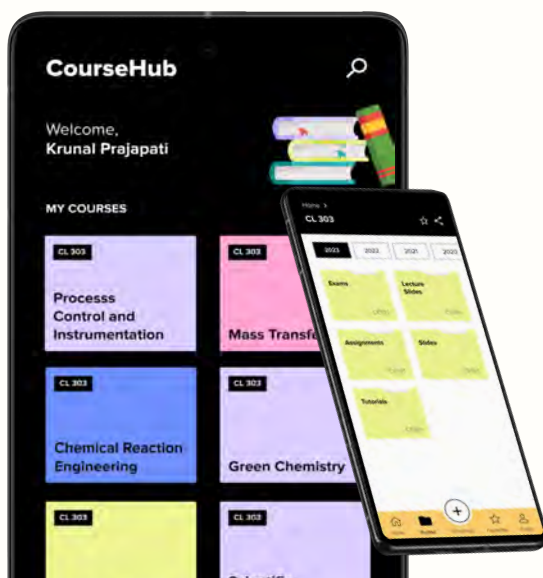 CourseHub
Welcome,
Krunal Prajapati
MY COURSES
CL 303
Processs
Control and
Instrumentation
CL 303
Mass Transfe
CL 303
Chemical Reaction
Engineering
CL 303
Green Chemistry
CL 303
CL 303
Home >
CL 303
2023
2022
2021
2020
Exams
Lecture
Slides
Assignments
Slides
Tutorials